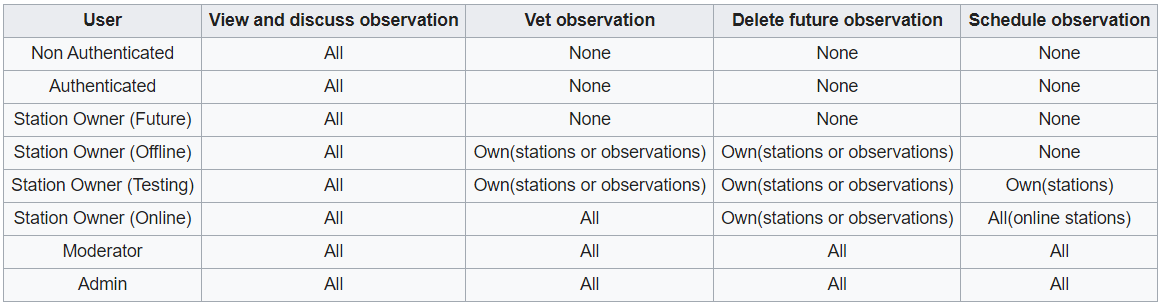 User View and discuss observation Vet observation Delete future observation Schedule observation
Non Authenticated All None None None
Authenticated All None None None
Station Owner (Future) All None None None
Station Owner (Offline) All Own(stations or observations) Own(stations or observations) None
Station Owner (Testing) All Own(stations or observations) Own(stations or observations) Own(stations)
Station Owner (Online) All All Own(stations or observations) All(online stations)
Moderator All All All All
Admin All All All All